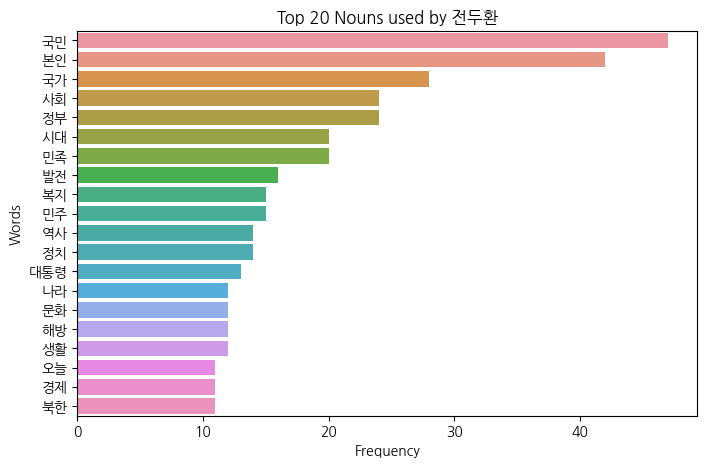 Top 20 Nouns used by 전두환
Words
국민
본인
국가
사회
정부
시대
민족
발전
복지
민주
역사
정치
대통령
나라
문화
해방
생활
오늘
경제
북한
0 10 20 30 40
Frequency